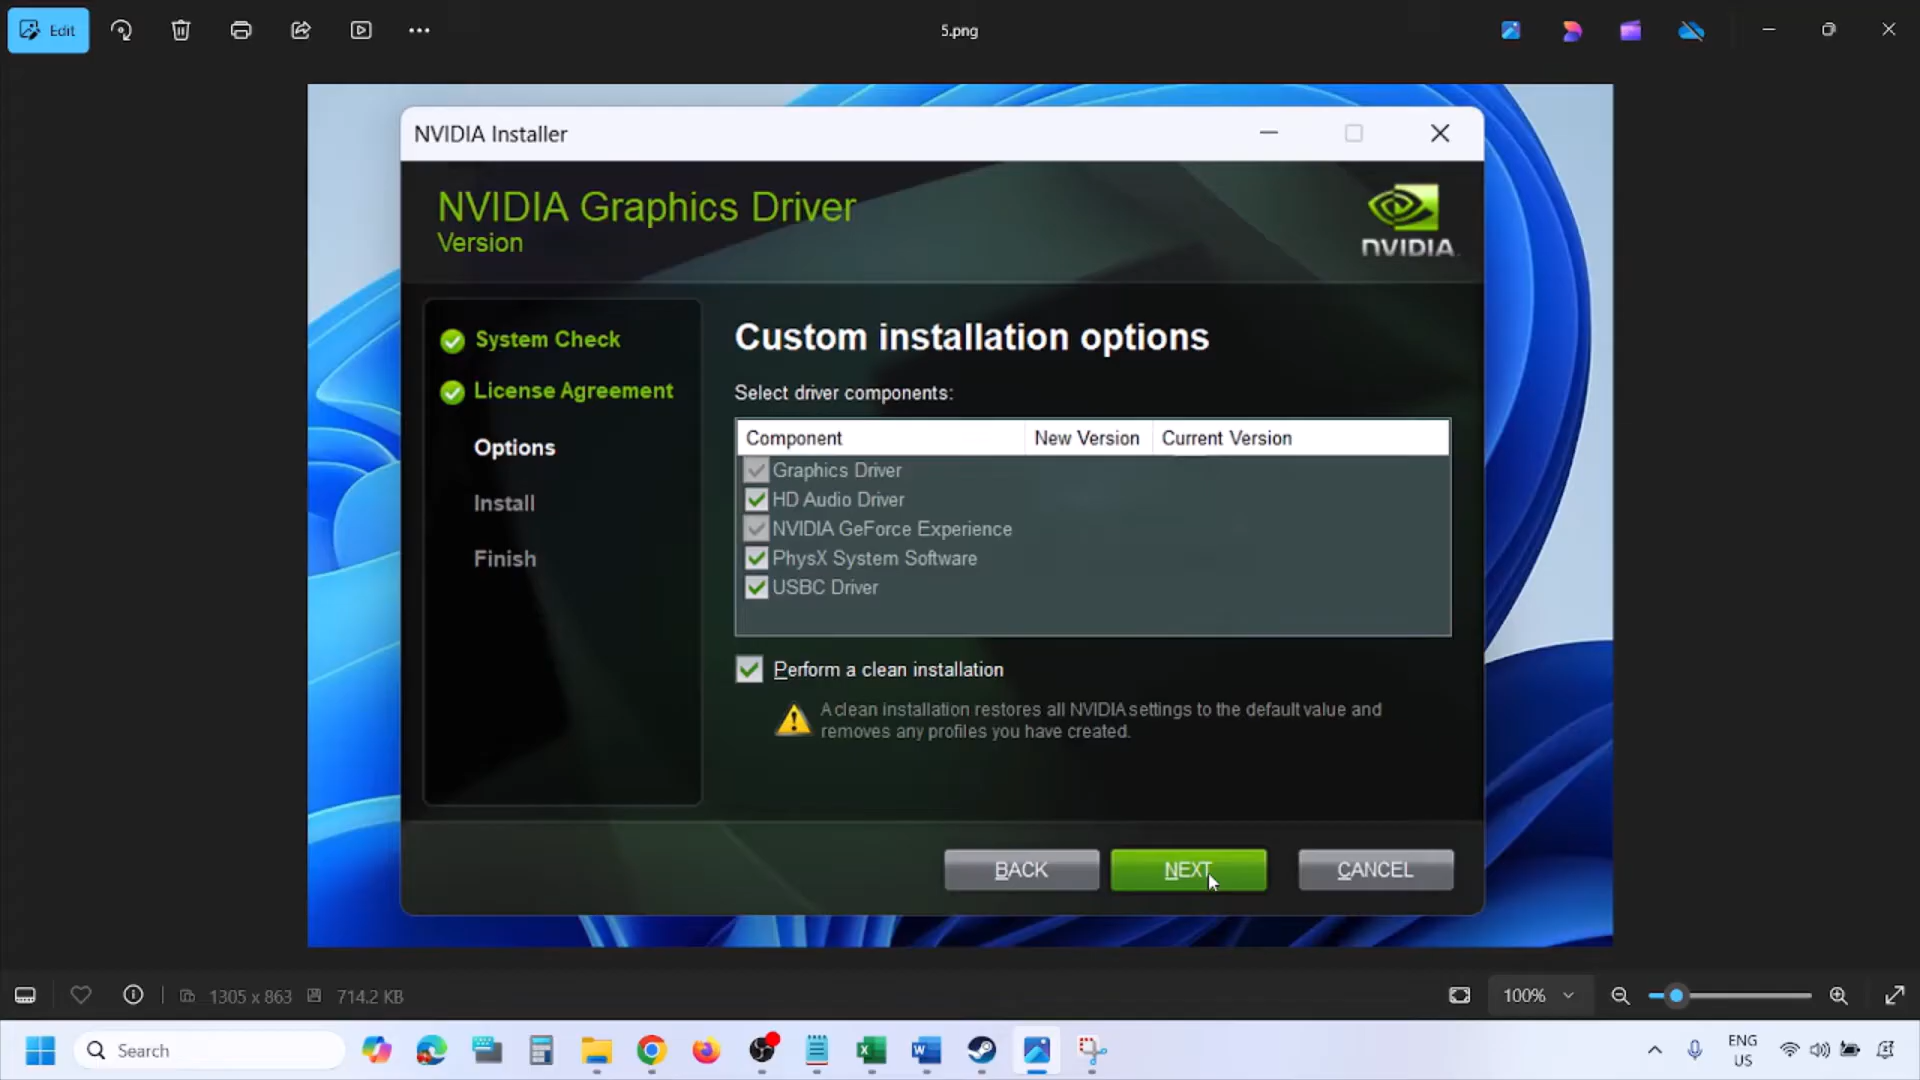 Edit
5.png
NVIDIA Installer
NVIDIA Graphics Driver
Version
NVIDIA
System Check
License Agreement
Options
Install
Finish
Custom installation options
Select driver components:
Component New Version Current Version
Graphics Driver
HD Audio Driver
NVIDIA GeForce Experience
PhysX System Software
USBC Driver
Perform a clean installation
A clean installation restores all NVIDIA settings to the default value and
removes any profiles you have created.
BACK NEXT CANCEL
1305 x 863 714.2 KB 100%
Search
ENG
US